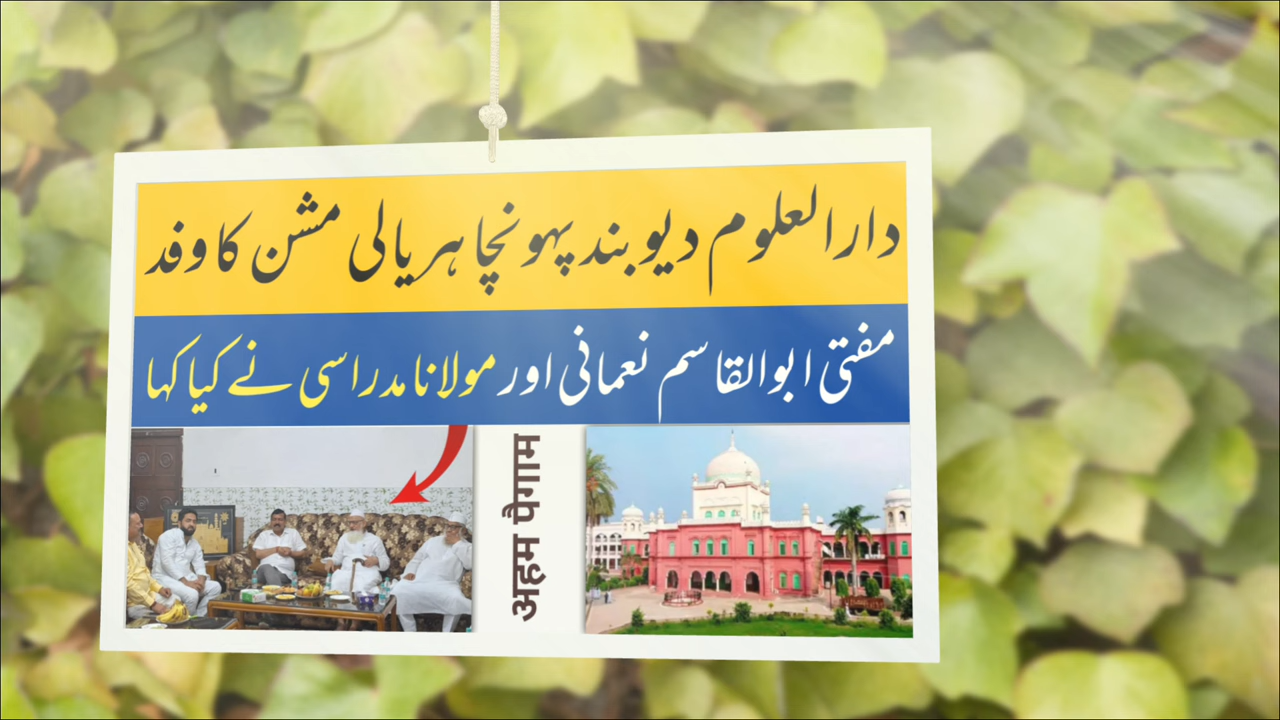 دارالعلوم دیوبند پہونچا ہریالی مشن کا وفد
مفتی ابوالقاسم نعمانی اور مولانا مدراسی نے کیا کہا
अहम पैगाम